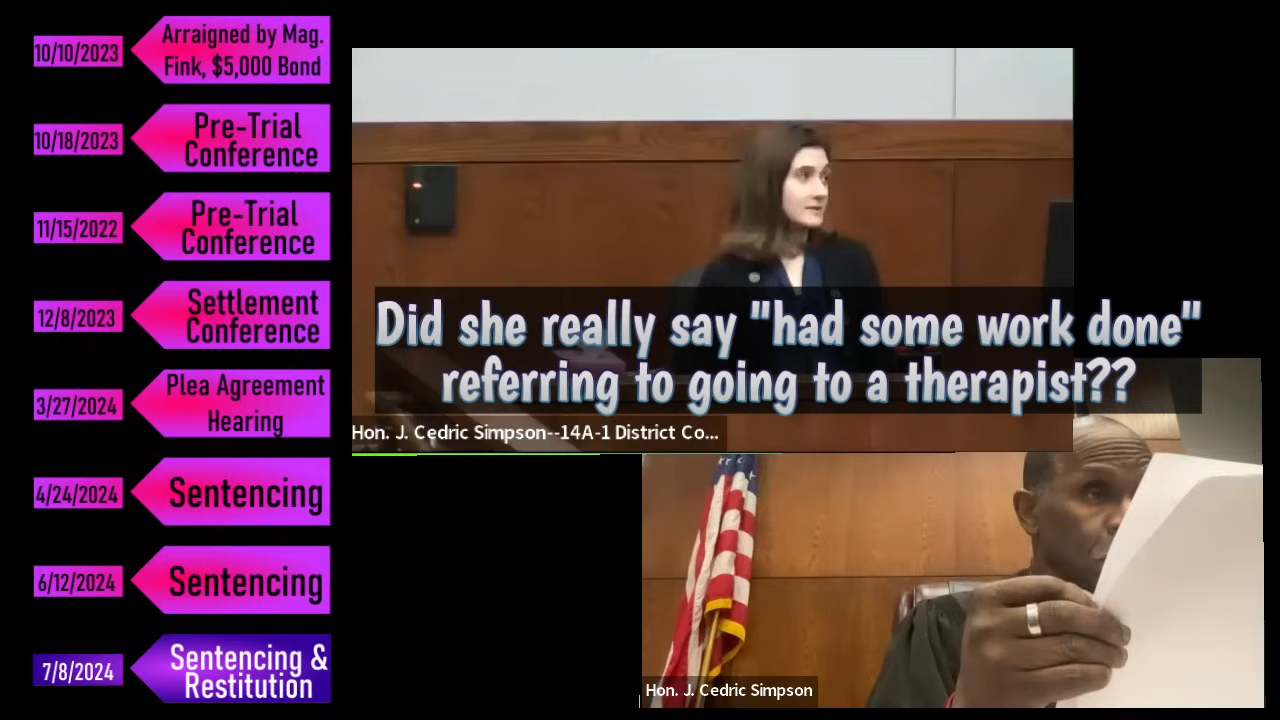 10/10/2023
Arraigned by Mag.
Fink, $5,000 Bond
10/18/2023
Pre-Trial
Conference
11/15/2022
Pre-Trial
Conference
12/8/2023
Settlement
Conference
3/27/2024
Plea Agreement
Hearing
4/24/2024
Sentencing
6/12/2024
Sentencing
7/8/2024
Sentencing &
Restitution
Did she really say "had some work done"
referring to going to a therapist??
Hon. J. Cedric Simpson--14A-1 District Co...
Hon. J. Cedric Simpson